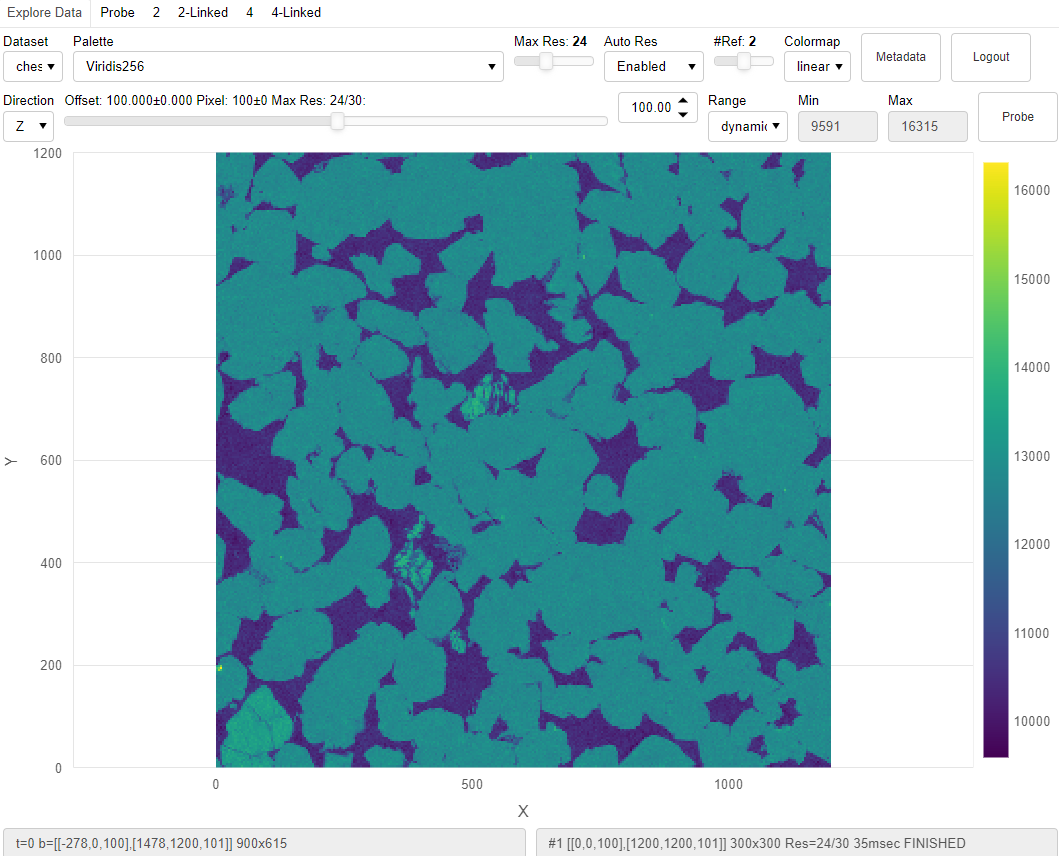 Explore Data Probe 2 2-Linked 4 4-Linked
Dataset Palette Max Res: 24 Auto Res #Ref: 2 Colormap
ches Viridis256 Enabled linear Metadata Logout
Direction Offset: 100.000±0.000 Pixel: 100±0 Max Res: 24/30: Range Min Max
Z 100.00 dynamic 9591 16315 Probe
1200
1000
800
600
400
200
0
Y
0 500 1000
X
16000
15000
14000
13000
12000
11000
10000
t=0 b=[[-278,0,100],[1478,1200,101]] 900x615
#1 [[0,0,100],[1200,1200,101]] 300x300 Res=24/30 35msec FINISHED